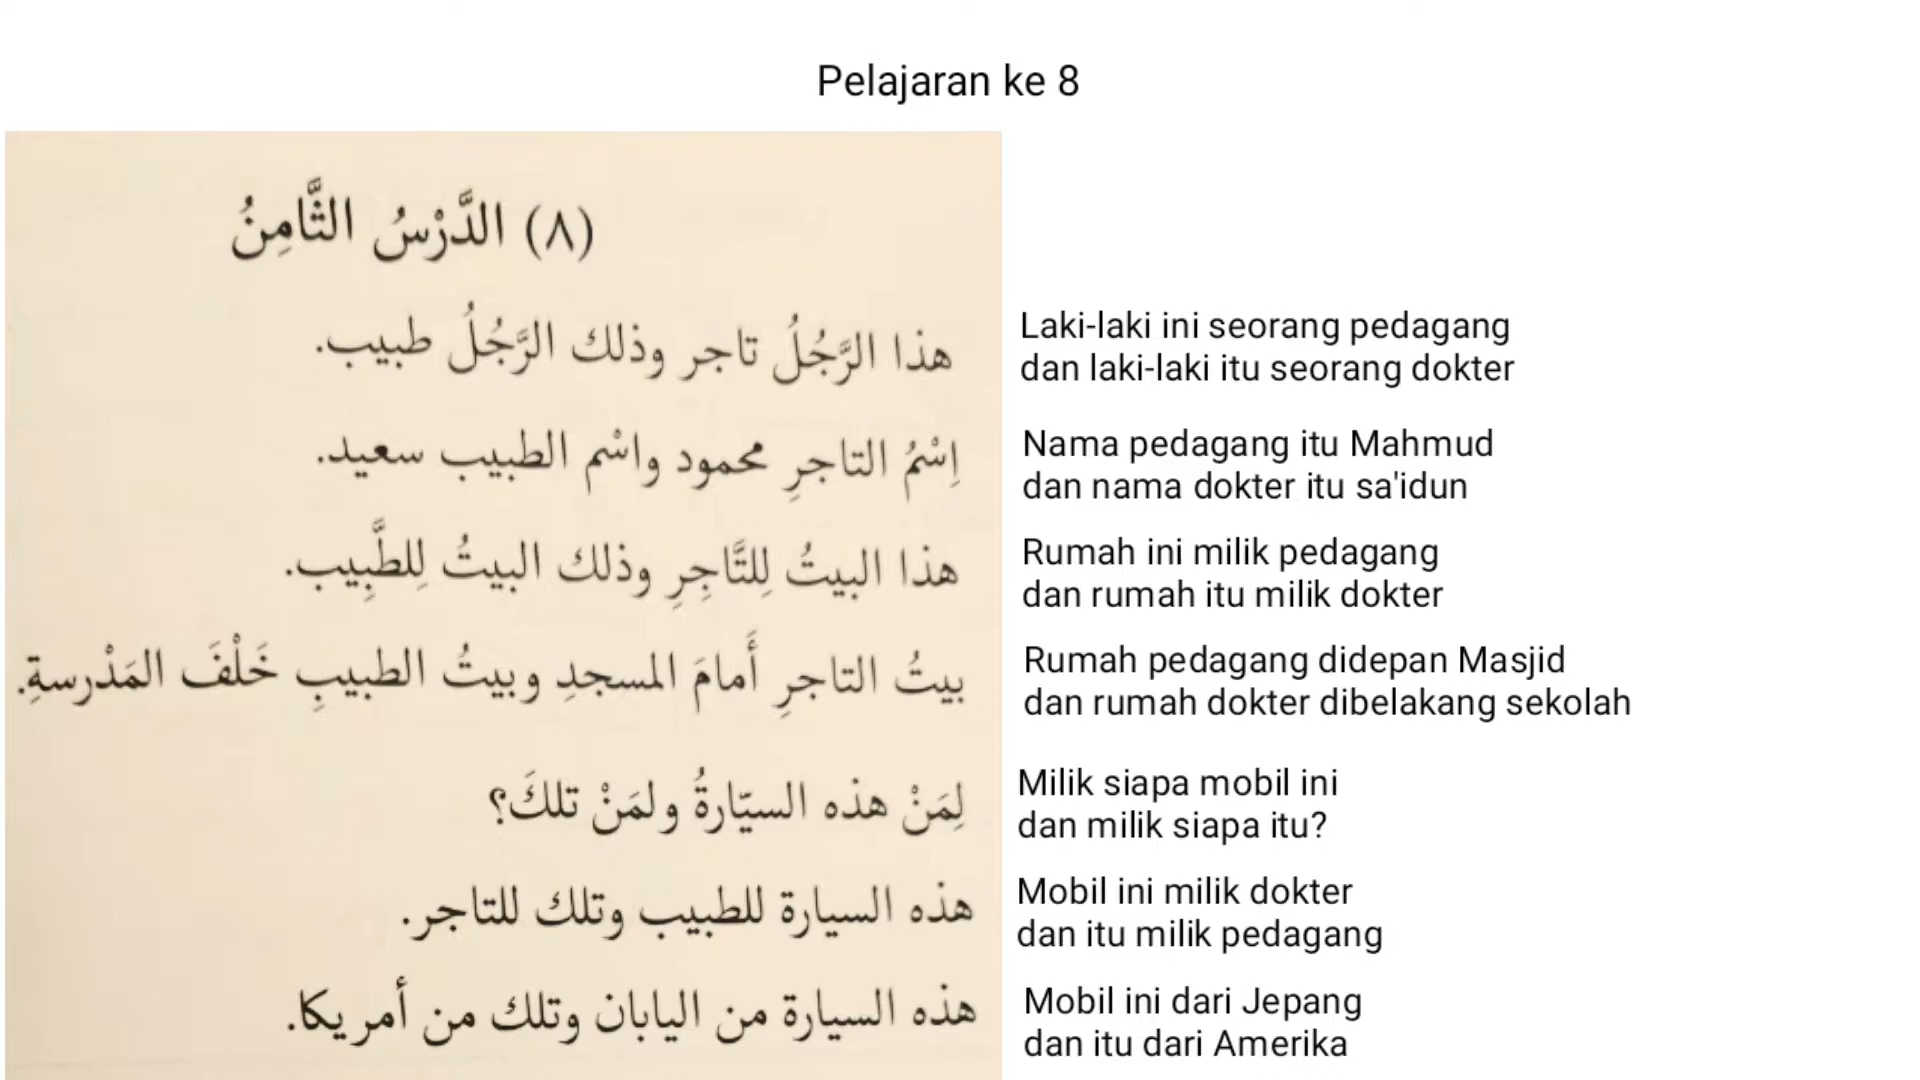 Pelajaran ke 8
(٨) الدَّرْسُ الثَّامِنُ
هذا الرَّجُلُ تاجر وذلك الرَّجُلُ طبيب.
Laki-laki ini seorang pedagang
dan laki-laki itu seorang dokter
اِسْمُ التاجرِ محمود واسْم الطبيب سعيد.
Nama pedagang itu Mahmud
dan nama dokter itu sa'idun
هذا البيتُ لِلتَّاجِرِ وذلك البيتُ لِلطَّبِيب.
Rumah ini milik pedagang
dan rumah itu milik dokter
بيتُ التاجرِ أَمامَ المسجدِ وبيتُ الطبيبِ خَلْفَ المَدْرسةِ.
Rumah pedagang didepan Masjid
dan rumah dokter dibelakang sekolah
لِمَنْ هذه السيّارةُ ولمَنْ تلكَ؟
Milik siapa mobil ini
dan milik siapa itu?
هذه السيارة للطبيب وتلك للتاجر.
Mobil ini milik dokter
dan itu milik pedagang
هذه السيارة من اليابان وتلك من أمريكا.
Mobil ini dari Jepang
dan itu dari Amerika